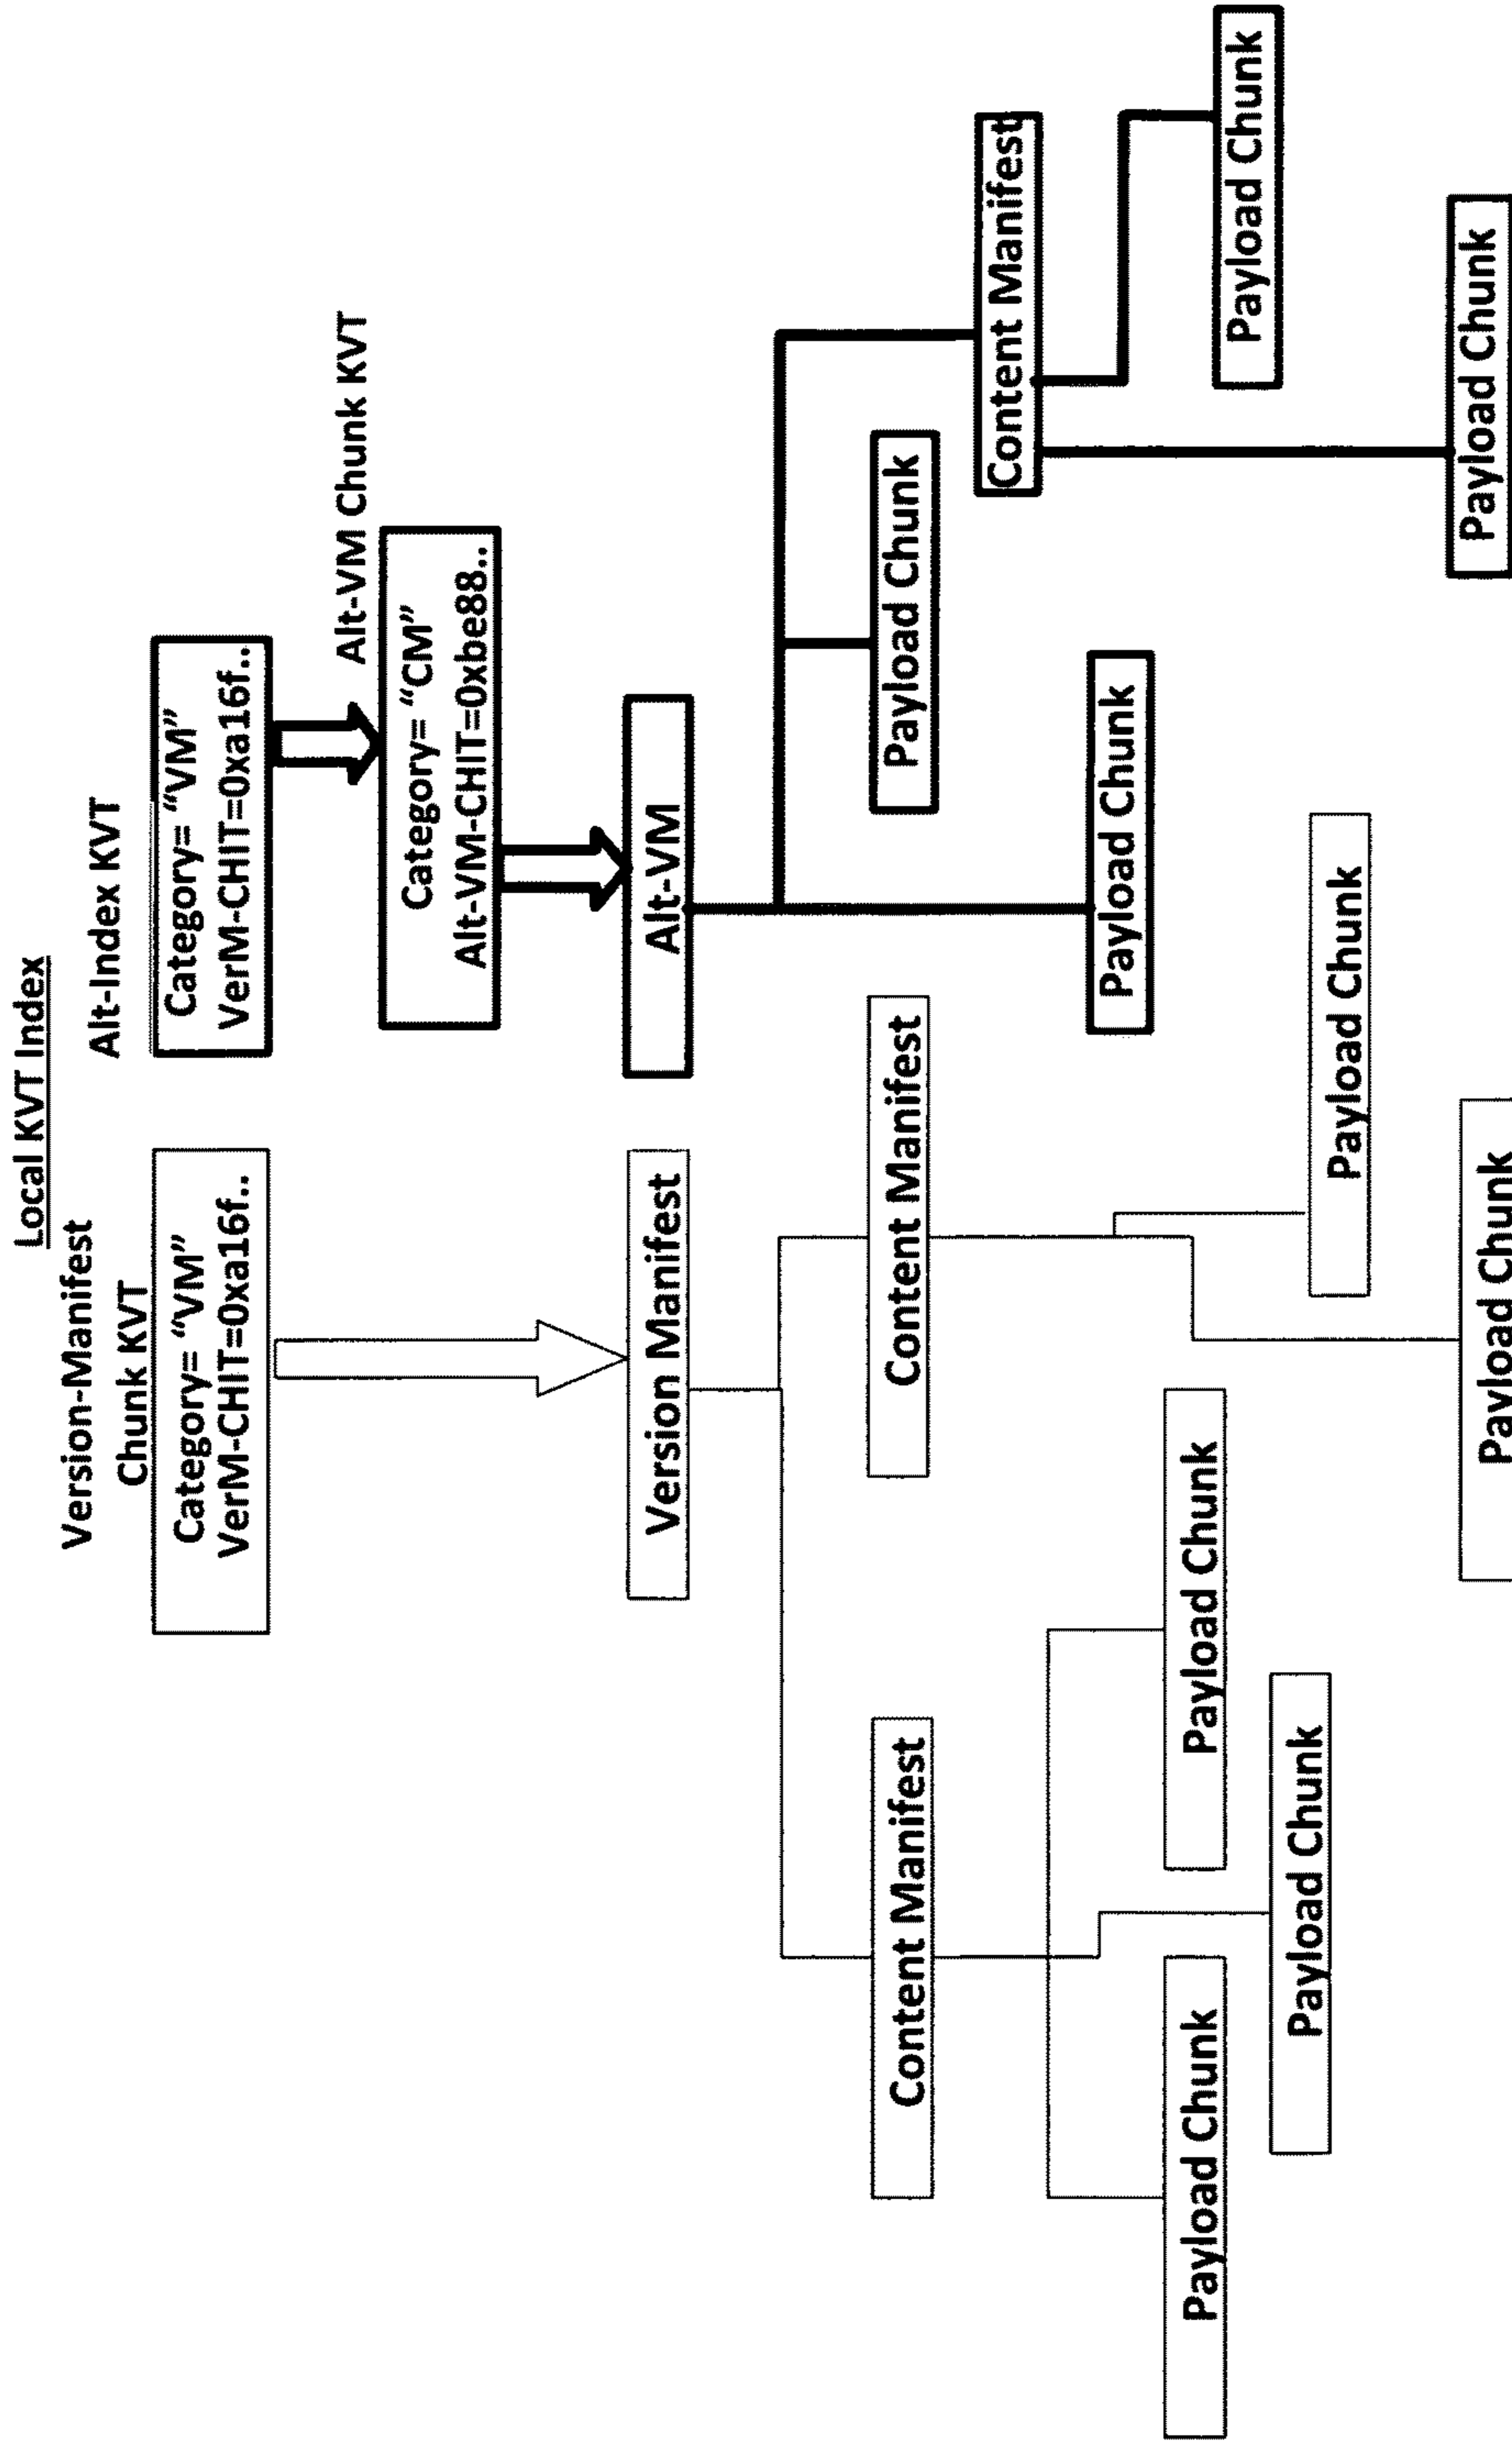 Local KVT Index
Version-Manifest
Chunk KVT
Alt-Index KVT
Category= “VM”
VerM-CHIT=0xa16f..
Category= “VM”
VerM-CHIT=0xa16f..
Alt-VM Chunk KVT
Category= “CM”
Alt-VM-CHIT=0xbe88..
Version Manifest
Alt-VM
Content Manifest
Content Manifest
Payload Chunk
Content Manifest
Payload Chunk
Payload Chunk
Payload Chunk
Payload Chunk
Payload Chunk
Payload Chunk
Payload Chunk
Payload Chunk
Payload Chunk